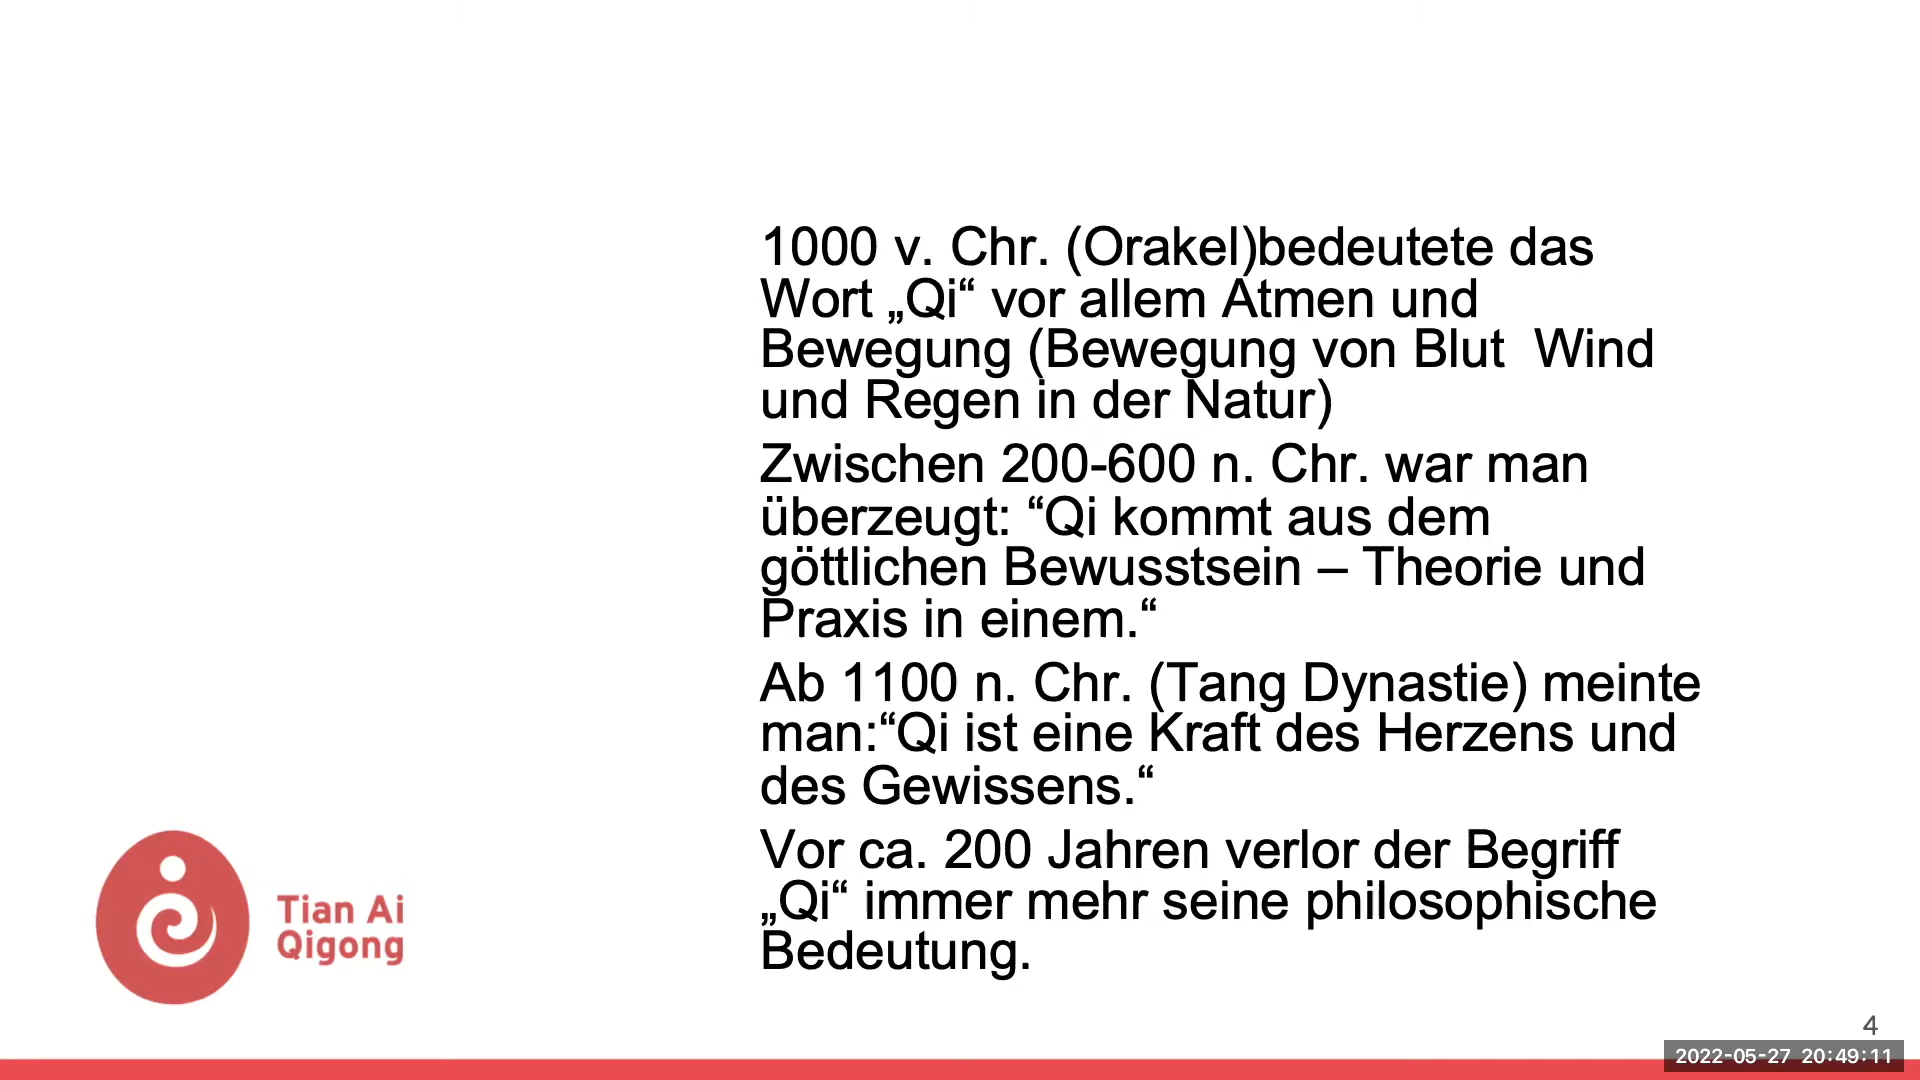 1000 v. Chr. (Orakel)bedeutete das
Wort „Qi“ vor allem Atmen und
Bewegung (Bewegung von Blut  Wind
und Regen in der Natur)
Zwischen 200-600 n. Chr. war man
überzeugt: “Qi kommt aus dem
göttlichen Bewusstsein – Theorie und
Praxis in einem.“
Ab 1100 n. Chr. (Tang Dynastie) meinte
man:“Qi ist eine Kraft des Herzens und
des Gewissens.“
Vor ca. 200 Jahren verlor der Begriff
„Qi“ immer mehr seine philosophische
Bedeutung.
Tian Ai
Qigong
4
2022-05-27 20:49:11